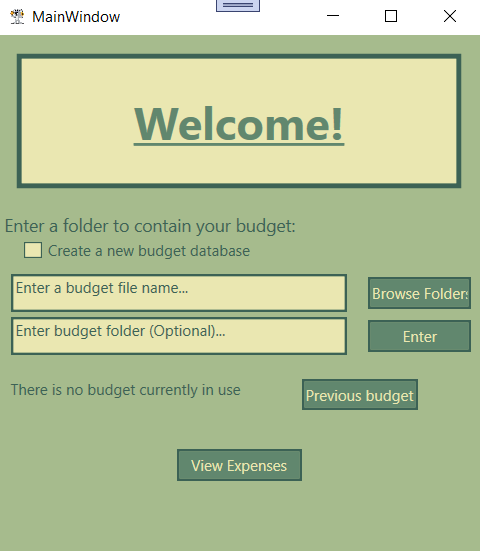 MainWindow
Welcome!
Enter a folder to contain your budget:
Create a new budget database
Enter a budget file name...
Browse Folders
Enter budget folder (Optional)...
Enter
There is no budget currently in use
Previous budget
View Expenses